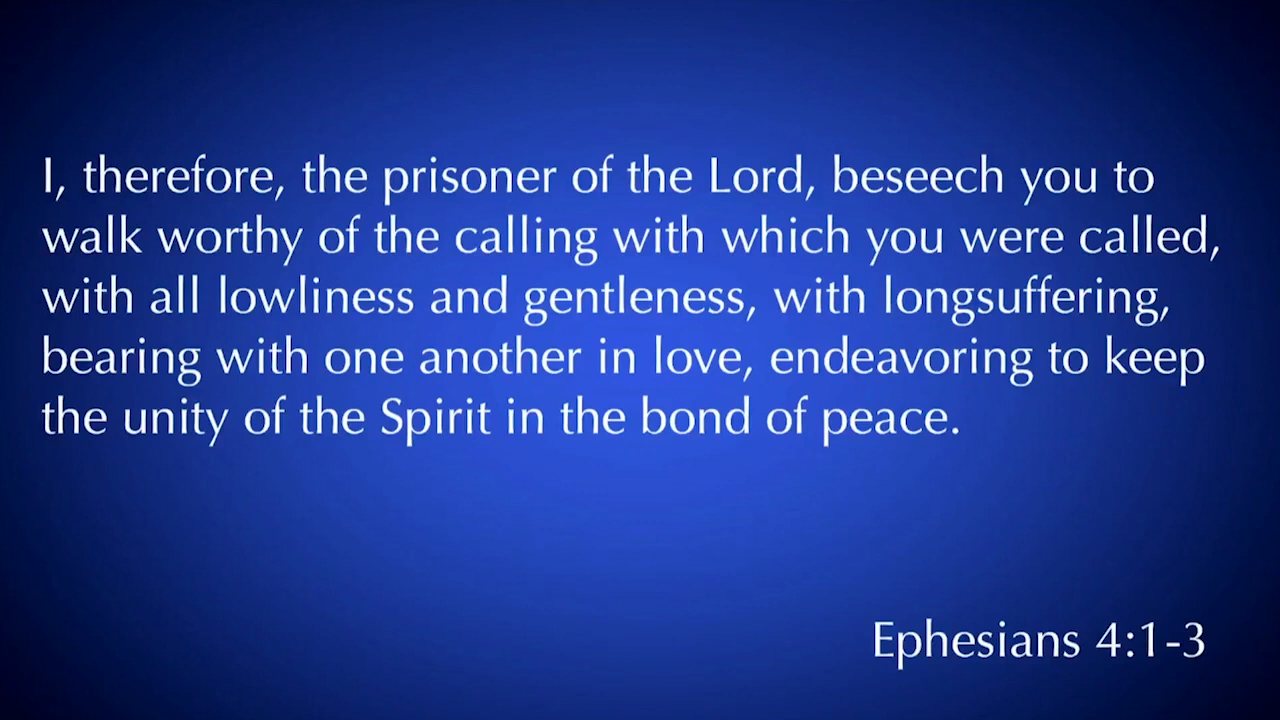 I, therefore, the prisoner of the Lord, beseech you to
walk worthy of the calling with which you were called,
with all lowliness and gentleness, with longsuffering,
bearing with one another in love, endeavoring to keep
the unity of the Spirit in the bond of peace.
Ephesians 4:1-3